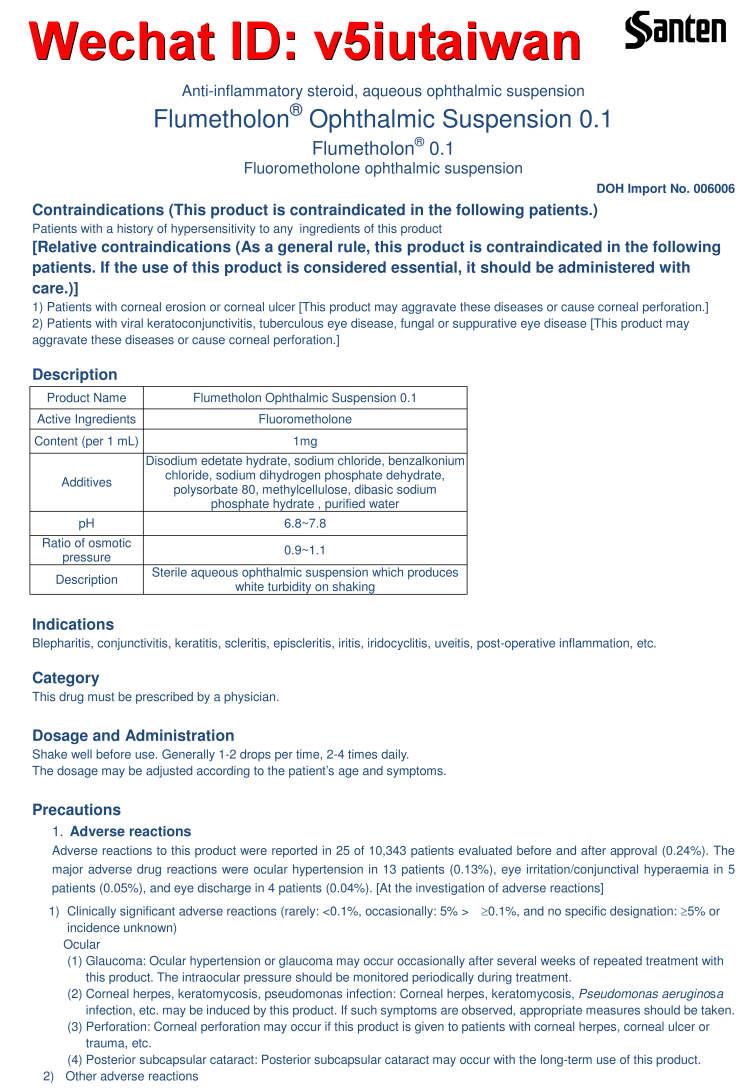 Wechat ID: v5iutaiwan
Santen
Anti-inflammatory steroid, aqueous ophthalmic suspension
Flumetholon® Ophthalmic Suspension 0.1
Flumetholon® 0.1
Fluorometholone ophthalmic suspension
DOH Import No. 006006
Contraindications (This product is contraindicated in the following patients.)
Patients with a history of hypersensitivity to any ingredients of this product
[Relative contraindications (As a general rule, this product is contraindicated in the following
patients. If the use of this product is considered essential, it should be administered with
care.)]
1) Patients with corneal erosion or corneal ulcer [This product may aggravate these diseases or cause corneal perforation.]
2) Patients with viral keratoconjunctivitis, tuberculous eye disease, fungal or suppurative eye disease [This product may
aggravate these diseases or cause corneal perforation.]
Description
Product Name Flumetholon Ophthalmic Suspension 0.1
Active Ingredients Fluorometholone
Content (per 1 mL) 1mg
Additives
Disodium edetate hydrate, sodium chloride, benzalkonium
chloride, sodium dihydrogen phosphate dehydrate,
polysorbate 80, methylcellulose, dibasic sodium
phosphate hydrate , purified water
pH 6.8~7.8
Ratio of osmotic
pressure
0.9~1.1
Description
Sterile aqueous ophthalmic suspension which produces
white turbidity on shaking
Indications
Blepharitis, conjunctivitis, keratitis, scleritis, episcleritis, iritis, iridocyclitis, uveitis, post-operative inflammation, etc.
Category
This drug must be prescribed by a physician.
Dosage and Administration
Shake well before use. Generally 1-2 drops per time, 2-4 times daily.
The dosage may be adjusted according to the patient's age and symptoms.
Precautions
1. Adverse reactions
Adverse reactions to this product were reported in 25 of 10,343 patients evaluated before and after approval (0.24%). The
major adverse drug reactions were ocular hypertension in 13 patients (0.13%), eye irritation/conjunctival hyperaemia in 5
patients (0.05%), and eye discharge in 4 patients (0.04%). [At the investigation of adverse reactions]
1) Clinically significant adverse reactions (rarely: <0.1%, occasionally: 5% > ≥0.1%, and no specific designation: ≥5% or
incidence unknown)
Ocular
(1) Glaucoma: Ocular hypertension or glaucoma may occur occasionally after several weeks of repeated treatment with
this product. The intraocular pressure should be monitored periodically during treatment.
(2) Corneal herpes, keratomycosis, pseudomonas infection: Corneal herpes, keratomycosis, Pseudomonas aeruginosa
infection, etc. may be induced by this product. If such symptoms are observed, appropriate measures should be taken.
(3) Perforation: Corneal perforation may occur if this product is given to patients with corneal herpes, corneal ulcer or
trauma, etc.
(4) Posterior subcapsular cataract: Posterior subcapsular cataract may occur with the long-term use of this product.
2) Other adverse reactions